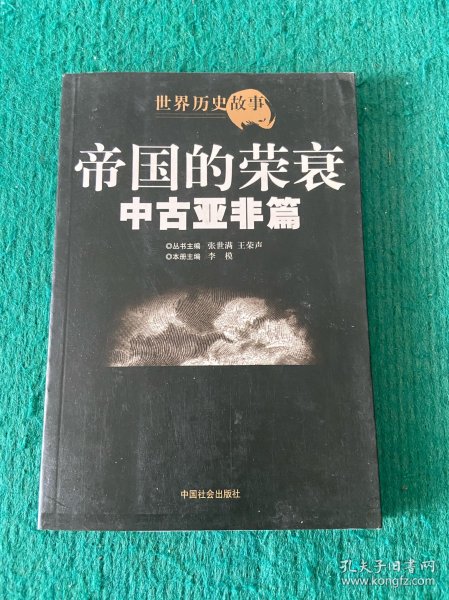 世界历史故事
帝国的荣衰
中古亚非篇
◎丛书主编 张世满 王荣声
◎本册主编 李模
中国社会出版社
孔夫子旧书网
www.kongfz.com